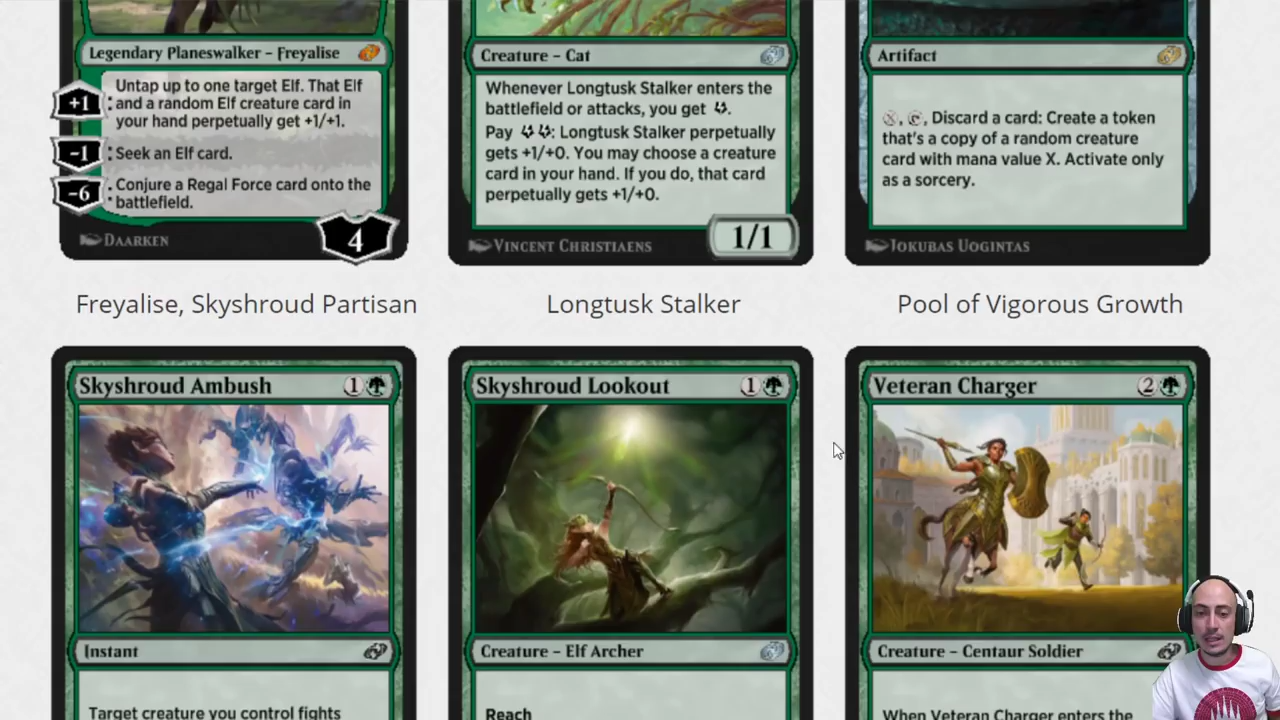 Legendary Planeswalker – Freyalise
+1
: Untap up to one target Elf. That Elf
and a random Elf creature card in
your hand perpetually get +1/+1.
−1
: Seek an Elf card.
−6
: Conjure a Regal Force card onto the
battlefield.
DAARKEN
4
Creature – Cat
Whenever Longtusk Stalker enters the
battlefield or attacks, you get
Pay : Longtusk Stalker perpetually
gets +1/+0. You may choose a creature
card in your hand. If you do, that card
perpetually gets +1/+0.
VINCENT CHRISTIAENS
1/1
Artifact
X, , Discard a card: Create a token
that's a copy of a random creature
card with mana value X. Activate only
as a sorcery.
JOKUBAS UOGINTAS
Freyalise, Skyshroud Partisan
Longtusk Stalker
Pool of Vigorous Growth
Skyshroud Ambush 1
Instant
Target creature you control fights
Skyshroud Lookout 1
Creature – Elf Archer
Reach
Veteran Charger 2
Creature – Centaur Soldier
When Veteran Charger enters the